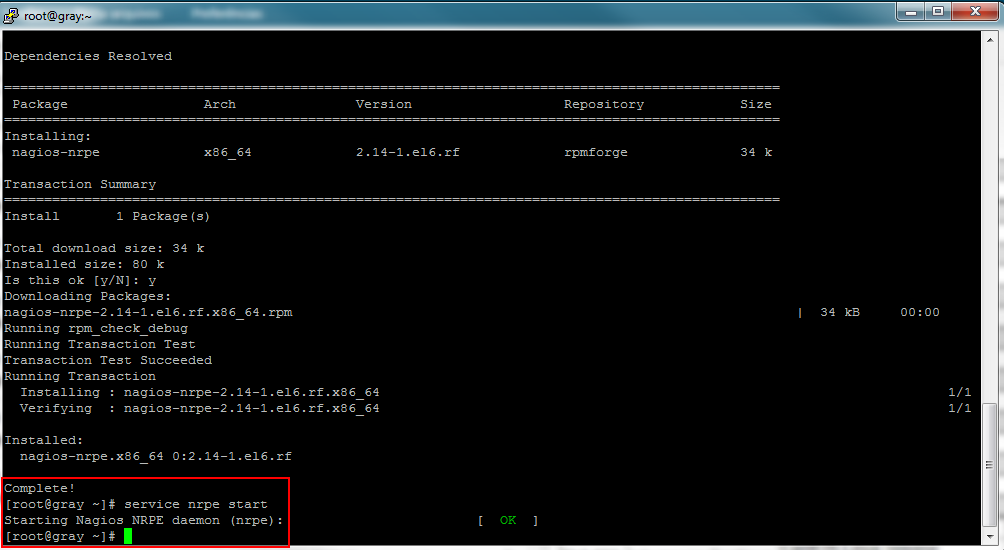 root@gray:~
Dependencies Resolved
================================================================================
Package Arch Version Repository Size
================================================================================
Installing:
nagios-nrpe x86_64 2.14-1.el6.rf rpmforge 34 k
Transaction Summary
================================================================================
Install 1 Package(s)
Total download size: 34 k
Installed size: 80 k
Is this ok [y/N]: y
Downloading Packages:
nagios-nrpe-2.14-1.el6.rf.x86_64.rpm | 34 kB 00:00
Running rpm_check_debug
Running Transaction Test
Transaction Test Succeeded
Running Transaction
Installing : nagios-nrpe-2.14-1.el6.rf.x86_64 1/1
Verifying : nagios-nrpe-2.14-1.el6.rf.x86_64 1/1
Installed:
nagios-nrpe.x86_64 0:2.14-1.el6.rf
Complete!
[root@gray ~]# service nrpe start
Starting Nagios NRPE daemon (nrpe): [ OK ]
[root@gray ~]#